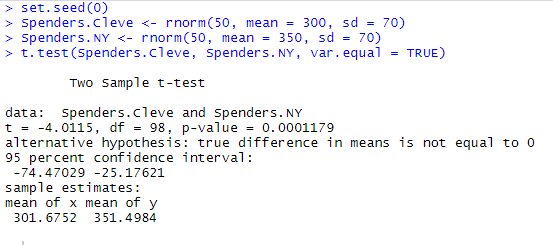 > set.seed(0)
> Spenders.Cleve <- rnorm(50, mean = 300, sd = 70)
> Spenders.NY <- rnorm(50, mean = 350, sd = 70)
> t.test(Spenders.Cleve, Spenders.NY, var.equal = TRUE)
Two Sample t-test
data:  Spenders.Cleve and Spenders.NY
t = -4.0115, df = 98, p-value = 0.0001179
alternative hypothesis: true difference in means is not equal to 0
95 percent confidence interval:
-74.47029 -25.17621
sample estimates:
mean of x mean of y
301.6752  351.4984